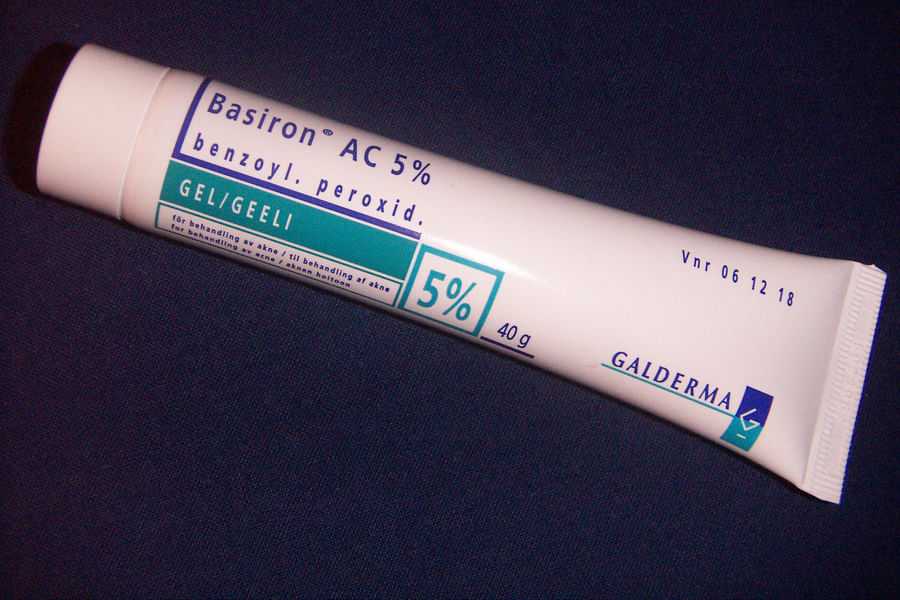 Basiron® AC 5%
benzoyl. peroxid.
GEL/GEELI
för behandling av akne / til behandling af akne
for behandling av acne / aknen hoitoon
5%
40 g
Vnr 06 12 18
GALDERMA
G